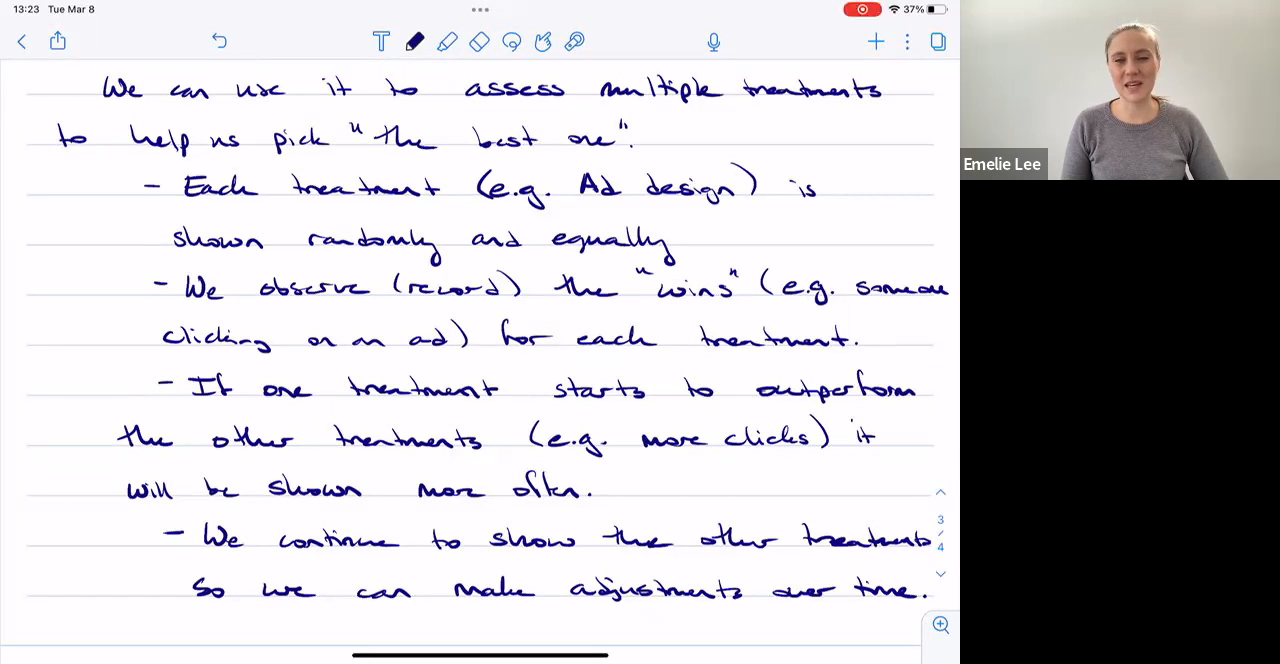 13:23 Tue Mar 8
37%
We can use it to assess multiple treatments
to help us pick "the best one".
- Each treatment (e.g. Ad design) is
shown randomly and equally
- We observe (record) the "wins" (e.g. someone
clicking on an ad) for each treatment.
- If one treatment starts to outperform
the other treatments (e.g. more clicks) it
will be shown more often.
- We continue to show the other treatments
so we can make adjustments over time.
3
/
4
Emelie Lee